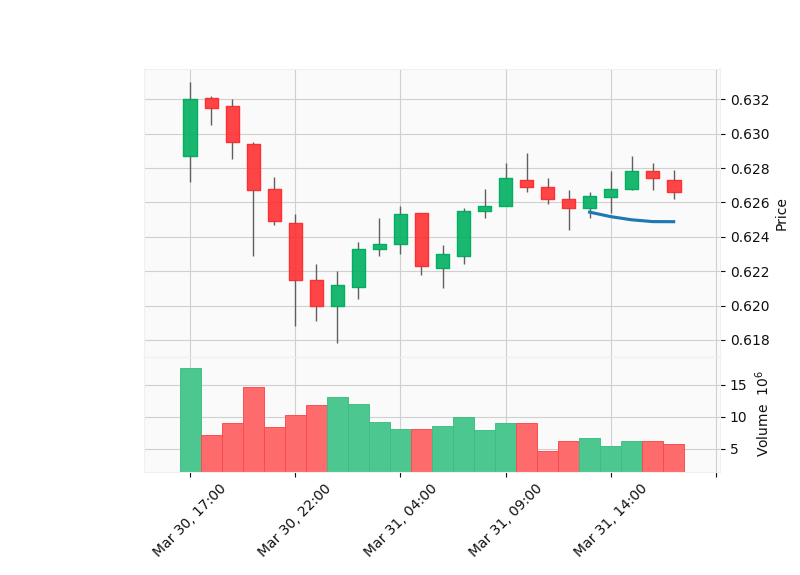 0.632
0.630
0.628
0.626
0.624
0.622
0.620
0.618
Price
15
10
5
Volume 10^6
Mar 30, 17:00
Mar 30, 22:00
Mar 31, 04:00
Mar 31, 09:00
Mar 31, 14:00